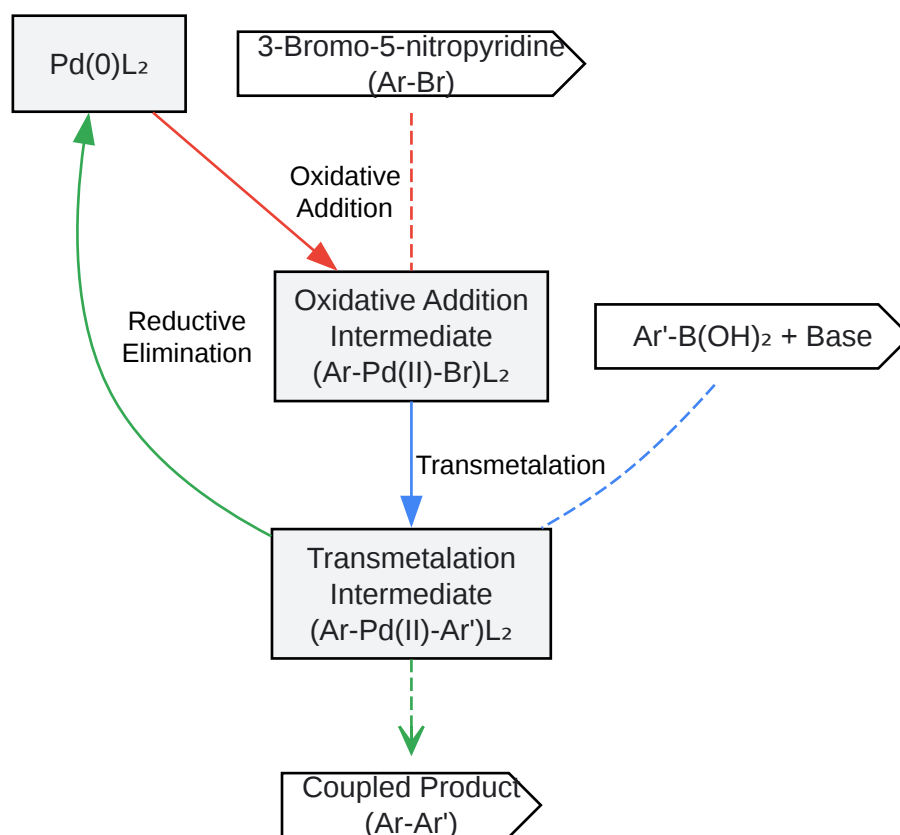 Pd(0)L₂
3-Bromo-5-nitropyridine
(Ar-Br)
Oxidative
Addition
Oxidative Addition
Intermediate
(Ar-Pd(II)-Br)L₂
Reductive
Elimination
Ar'-B(OH)₂ + Base
Transmetalation
Transmetalation
Intermediate
(Ar-Pd(II)-Ar')L₂
Coupled Product
(Ar-Ar')